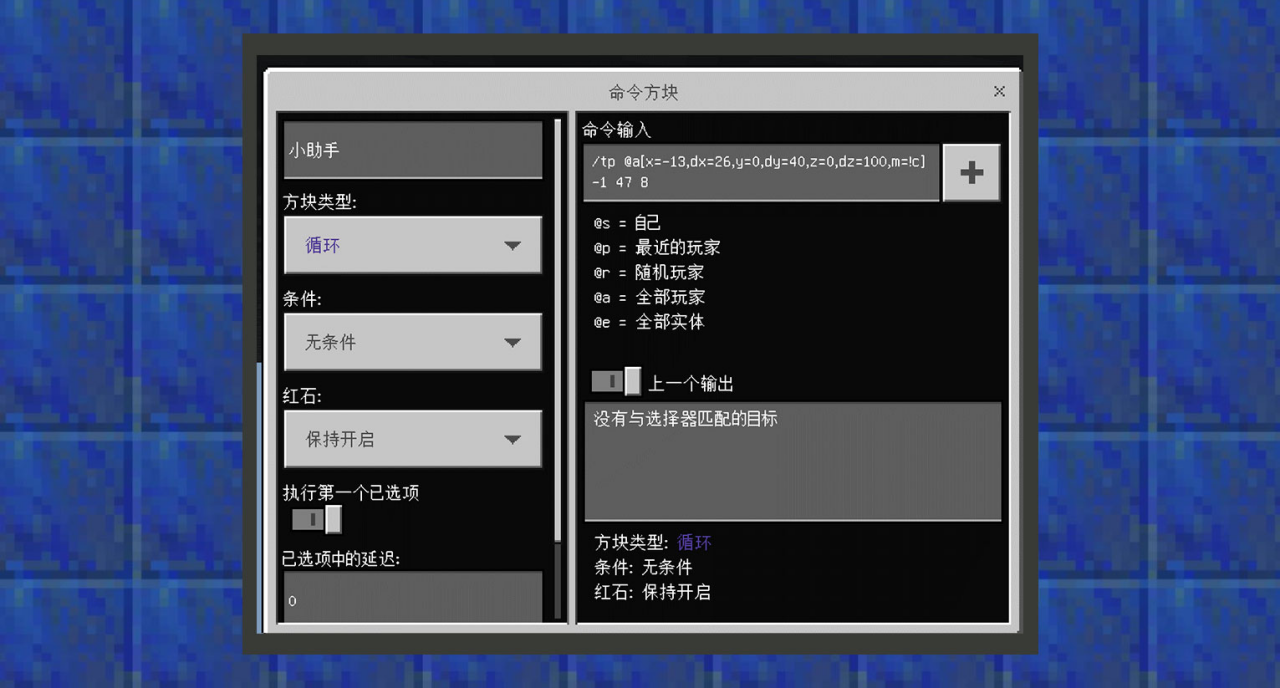 命令方块
小助手
方块类型:
循环
条件:
无条件
红石:
保持开启
执行第一个已选项
已选项中的延迟:
0
命令输入
/tp @a[x=-13,dx=26,y=0,dy=40,z=0,dz=100,m=!c]
-1 47 8
@s = 自己
@p = 最近的玩家
@r = 随机玩家
@a = 全部玩家
@e = 全部实体
上一个输出
没有与选择器匹配的目标
方块类型: 循环
条件: 无条件
红石: 保持开启